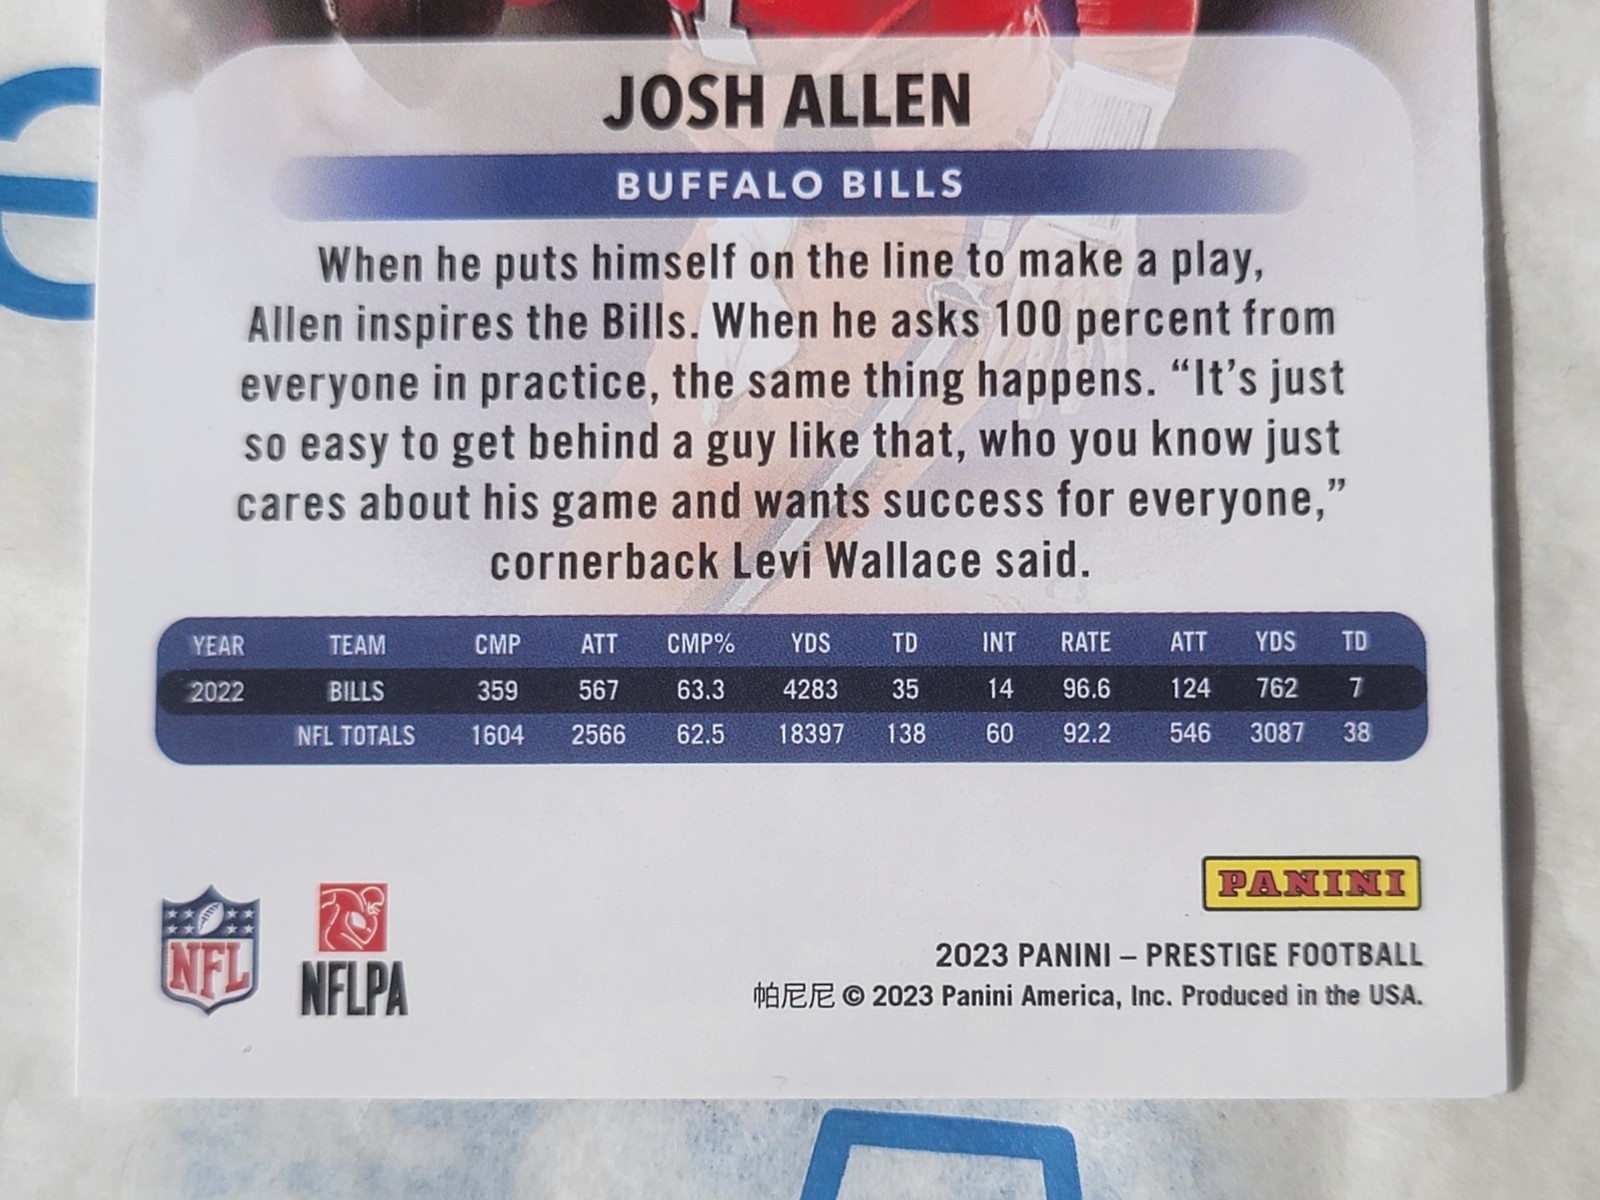 JOSH ALLEN
BUFFALO BILLS
When he puts himself on the line to make a play,
Allen inspires the Bills. When he asks 100 percent from
everyone in practice, the same thing happens. “It’s just
so easy to get behind a guy like that, who you know just
cares about his game and wants success for everyone,”
cornerback Levi Wallace said.
YEAR TEAM CMP ATT CMP% YDS TD INT RATE ATT YDS TD
2022 BILLS 359 567 63.3 4283 35 14 96.6 124 762 7
NFL TOTALS 1604 2566 62.5 18397 138 60 92.2 546 3087 38
PANINI
NFL
NFLPA
2023 PANINI – PRESTIGE FOOTBALL
帕尼尼 © 2023 Panini America, Inc. Produced in the USA.